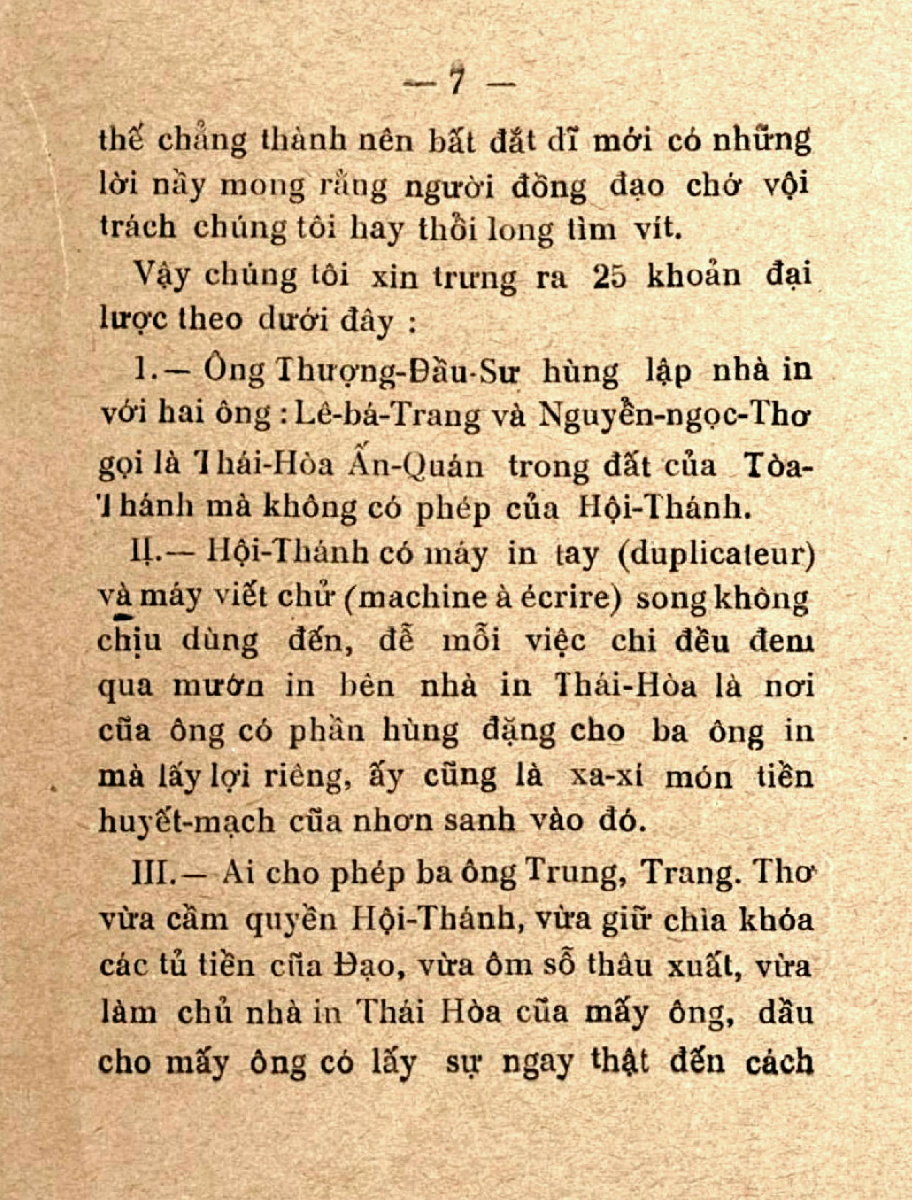 — 7 —
thế chẳng thành nên bất đắt dĩ mới có những
lời nầy mong rằng người đồng đạo chớ vội
trách chúng tôi hay thổi long tìm vít.
Vậy chúng tôi xin trưng ra 25 khoản đại
lược theo dưới đây :
I.— Ông Thượng-Đầu-Sư hùng lập nhà in
với hai ông : Lê-bá-Trang và Nguyễn-ngọc-Thơ
gọi là Thái-Hòa Ấn-Quán trong đất của Tòa-
Thánh mà không có phép của Hội-Thánh.
II.— Hội-Thánh có máy in tay (duplicateur)
và máy viết chử (machine à écrire) song không
chịu dùng đến, để mỗi việc chi đều đem
qua mướn in bên nhà in Thái-Hòa là nơi
cũa ông có phần hùng đặng cho ba ông in
mà lấy lợi riêng, ấy cũng là xa-xí món tiền
huyết-mạch cũa nhơn sanh vào đó.
III.— Ai cho phép ba ông Trung, Trang. Thơ
vừa cầm quyền Hội-Thánh, vừa giữ chìa khóa
các tủ tiền cũa Đạo, vừa ôm sổ thâu xuất, vừa
làm chủ nhà in Thái Hòa cũa mấy ông, dầu
cho mấy ông có lấy sự ngay thật đến cách